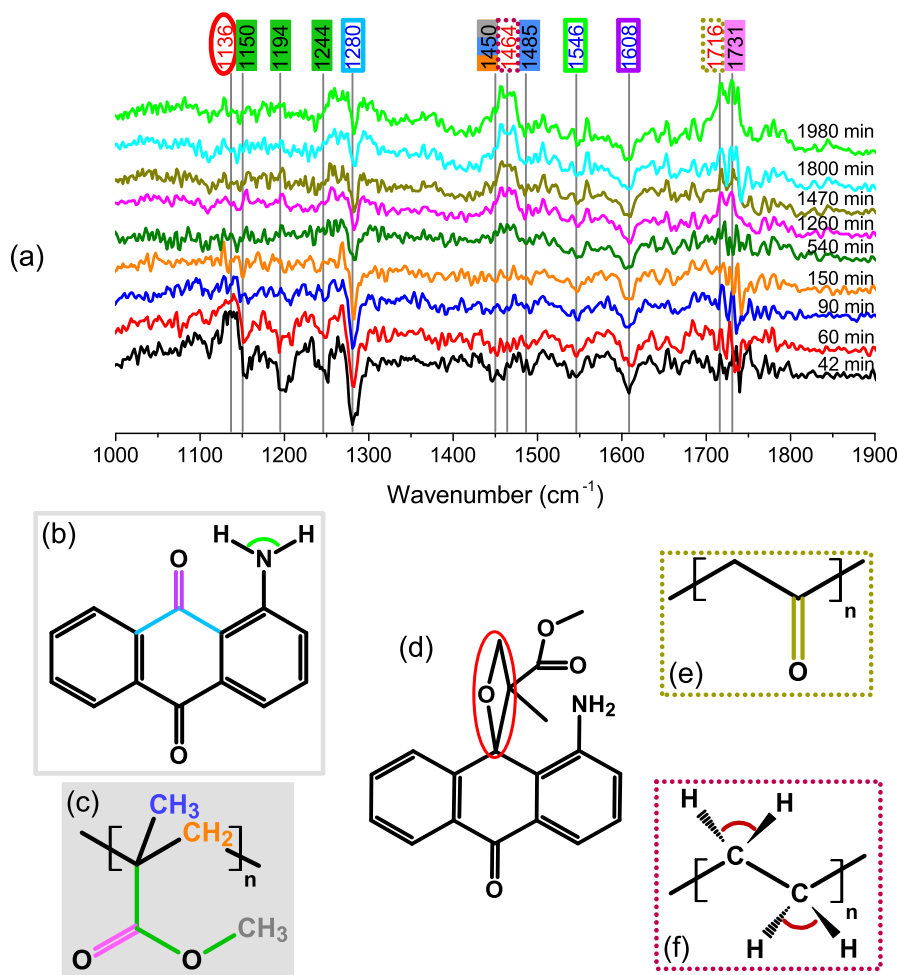 1136 1150 1194 1244 1280 1450 1464 1485 1546 1608 1716 1731
1980 min
1800 min
1470 min
1260 min
540 min
150 min
90 min
60 min
42 min
(a)
1000 1100 1200 1300 1400 1500 1600 1700 1800 1900
Wavenumber (cm⁻¹)
(b)
H H
O N
O
(c)
CH₃
CH₂
n
O O CH₃
(d)
O
O
O
NH₂
O
(e)
n
O
(f)
H H
C
C
n
H H